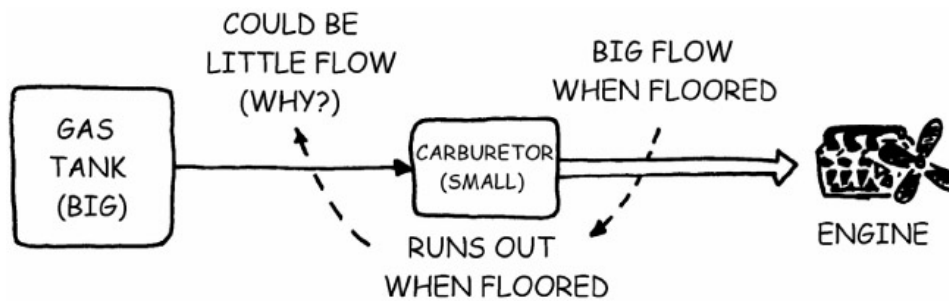 COULD BE
LITTLE FLOW
(WHY?)
BIG FLOW
WHEN FLOORED
GAS
TANK
(BIG)
CARBURETOR
(SMALL)
ENGINE
RUNS OUT
WHEN FLOORED